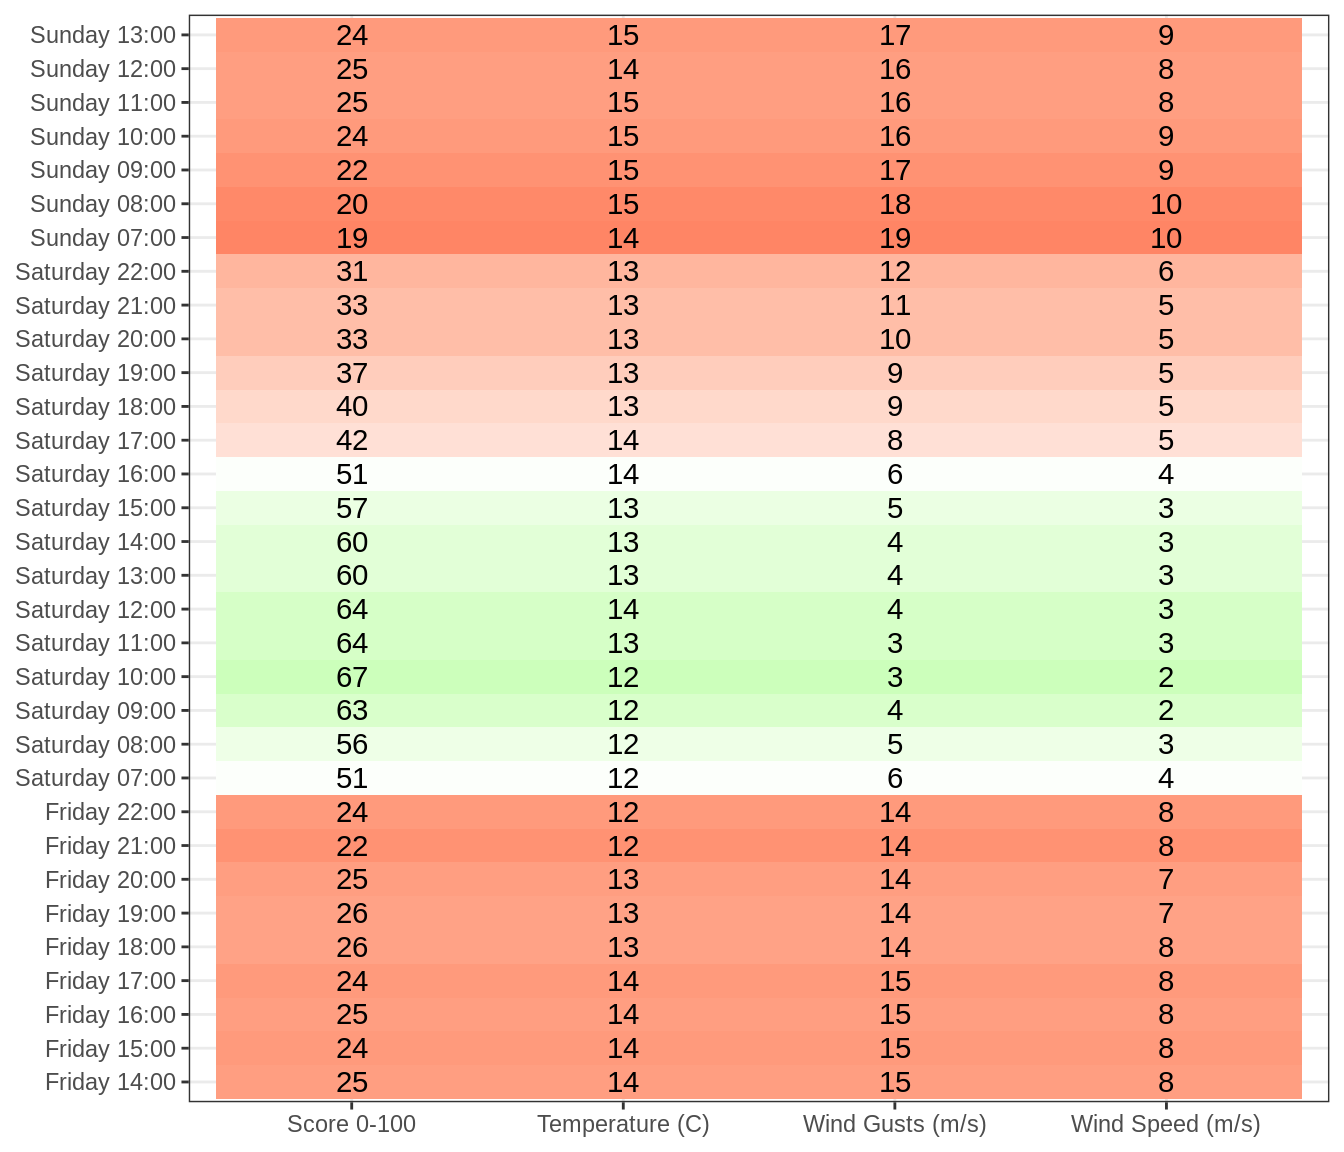 Sunday 13:00 24 15 17 9
Sunday 12:00 25 14 16 8
Sunday 11:00 25 15 16 8
Sunday 10:00 24 15 16 9
Sunday 09:00 22 15 17 9
Sunday 08:00 20 15 18 10
Sunday 07:00 19 14 19 10
Saturday 22:00 31 13 12 6
Saturday 21:00 33 13 11 5
Saturday 20:00 33 13 10 5
Saturday 19:00 37 13 9 5
Saturday 18:00 40 13 9 5
Saturday 17:00 42 14 8 5
Saturday 16:00 51 14 6 4
Saturday 15:00 57 13 5 3
Saturday 14:00 60 13 4 3
Saturday 13:00 60 13 4 3
Saturday 12:00 64 14 4 3
Saturday 11:00 64 13 3 3
Saturday 10:00 67 12 3 2
Saturday 09:00 63 12 4 2
Saturday 08:00 56 12 5 3
Saturday 07:00 51 12 6 4
Friday 22:00 24 12 14 8
Friday 21:00 22 12 14 8
Friday 20:00 25 13 14 7
Friday 19:00 26 13 14 7
Friday 18:00 26 13 14 8
Friday 17:00 24 14 15 8
Friday 16:00 25 14 15 8
Friday 15:00 24 14 15 8
Friday 14:00 25 14 15 8
Score 0-100 Temperature (C) Wind Gusts (m/s) Wind Speed (m/s)